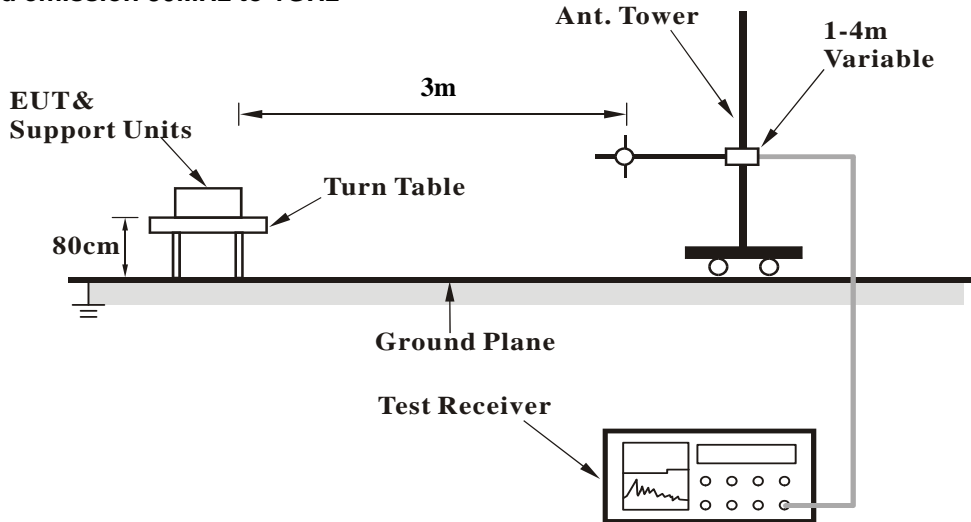 Ant. Tower
1-4m
Variable
3m
EUT&
Support Units
Turn Table
80cm
Ground Plane
Test Receiver